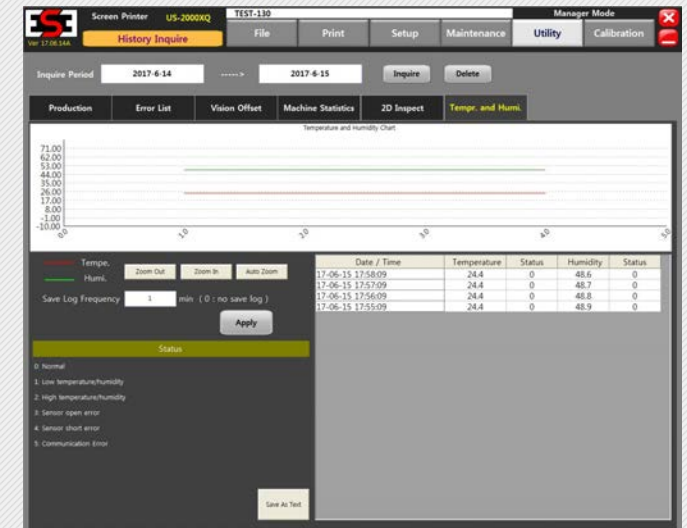 ESE Screen Printer US-2000XQ TEST-130 Manager Mode
Ver 17.06.14A History Inquire File Print Setup Maintenance Utility Calibration
Inquire Period 2017-6-14 -----> 2017-6-15 Inquire Delete
Production Error List Vision Offset Machine Statistics 2D Inspect Tempr. and Humi.
Temperature and Humidity Chart
71.00
62.00
53.00
44.00
35.00
26.00
17.00
8.00
-1.00
-10.00
0.0 1.0 2.0 3.0 4.0 5.0
Tempe.
Humi.
Zoom Out Zoom In Auto Zoom
Save Log Frequency 1 min ( 0 : no save log )
Apply
Status
0: Normal
1: Low temperature/humidity
2: High temperature/humidity
3: Sensor open error
4: Sensor short error
5: Communication Error
Save As Text
Date / Time Temperature Status Humidity Status
17-06-15 17:58:09 24.4 0 48.6 0
17-06-15 17:57:09 24.4 0 48.7 0
17-06-15 17:56:09 24.4 0 48.8 0
17-06-15 17:55:09 24.4 0 48.9 0